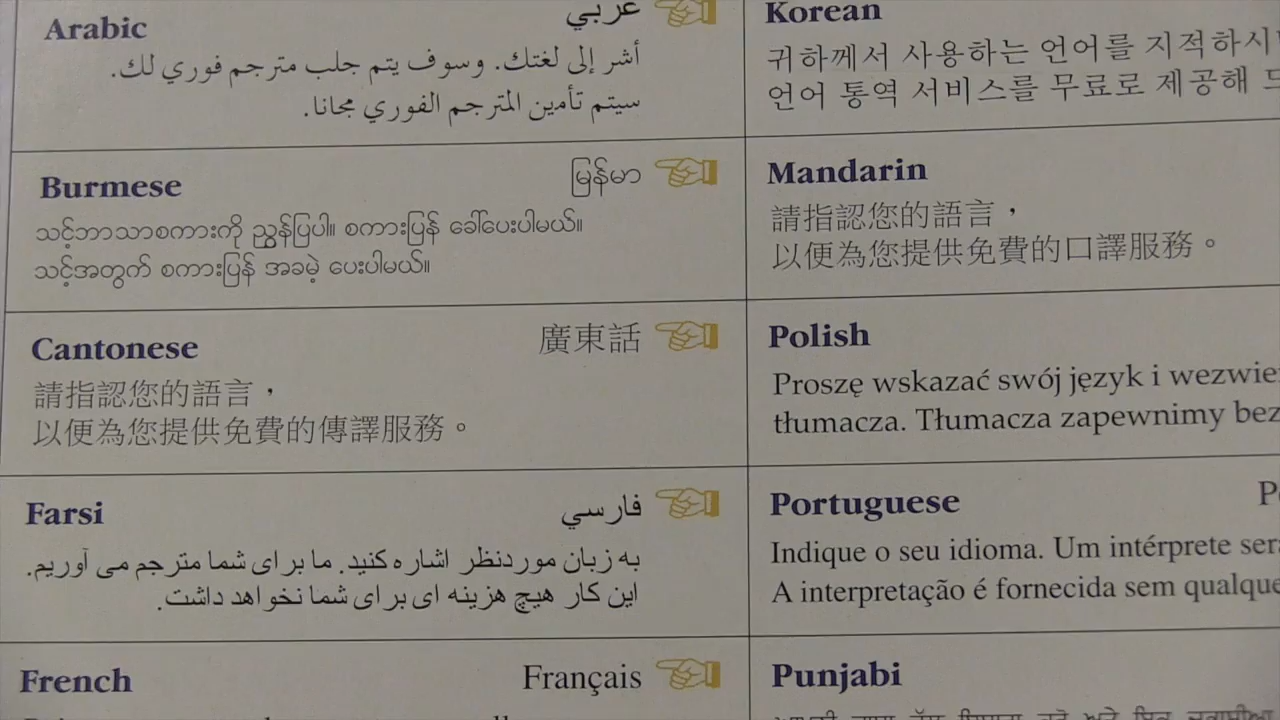 Arabic عربي
أشر إلى لغتك. وسوف يتم جلب مترجم فوري لك.
سيتم تأمين المترجم الفوري مجانا.
Burmese မြန်မာ
သင့်ဘာသာစကားကို ညွှန်ပြပါ။ စကားပြန် ခေါ်ပေးပါမယ်။
သင့်အတွက် စကားပြန် အခမဲ့ ပေးပါမယ်။
Cantonese 廣東話
請指認您的語言，
以便為您提供免費的傳譯服務。
Farsi فارسي
به زبان موردنظر اشاره کنید. ما برای شما مترجم می آوریم.
این کار هیچ هزینه ای برای شما نخواهد داشت.
French Français
Korean
귀하께서 사용하는 언어를 지적하시
언어 통역 서비스를 무료로 제공해
Mandarin
請指認您的語言，
以便為您提供免費的口譯服務。
Polish
Proszę wskazać swój język i wezwie
tłumacza. Tłumacza zapewnimy bez
Portuguese
Indique o seu idioma. Um intérprete ser
A interpretação é fornecida sem qualque
Punjabi